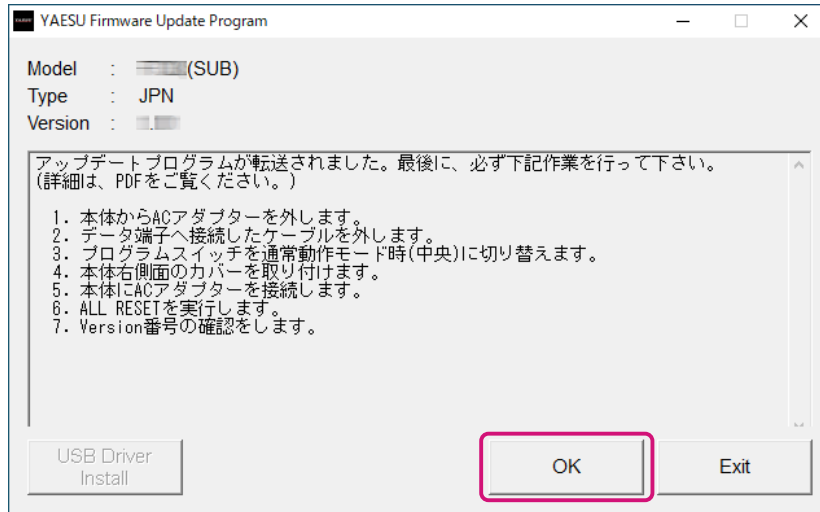 YAESU Firmware Update Program
Model : (SUB)
Type : JPN
Version :
アップデートプログラムが転送されました。最後に、必ず下記作業を行って下さい。
(詳細は、PDFをご覧ください。)
1. 本体からACアダプターを外します。
2. データ端子へ接続したケーブルを外します。
3. プログラムスイッチを通常動作モード時(中央)に切り替えます。
4. 本体右側面のカバーを取り付けます。
5. 本体にACアダプターを接続します。
6. ALL RESETを実行します。
7. Version番号の確認をします。
USB Driver
Install
OK
Exit